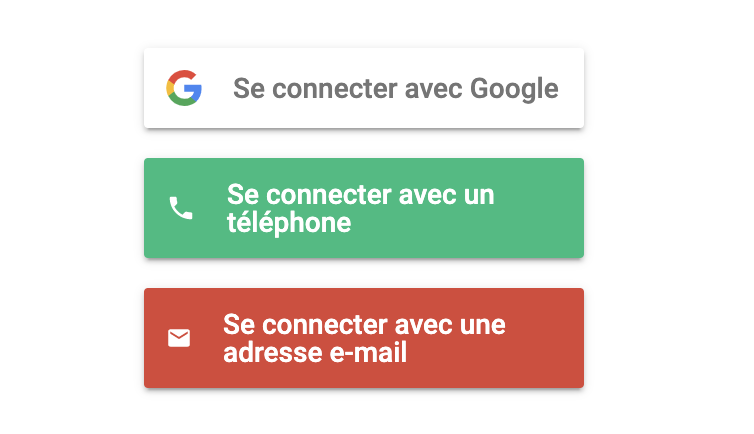 Se connecter avec Google
Se connecter avec un
téléphone
Se connecter avec une
adresse e-mail